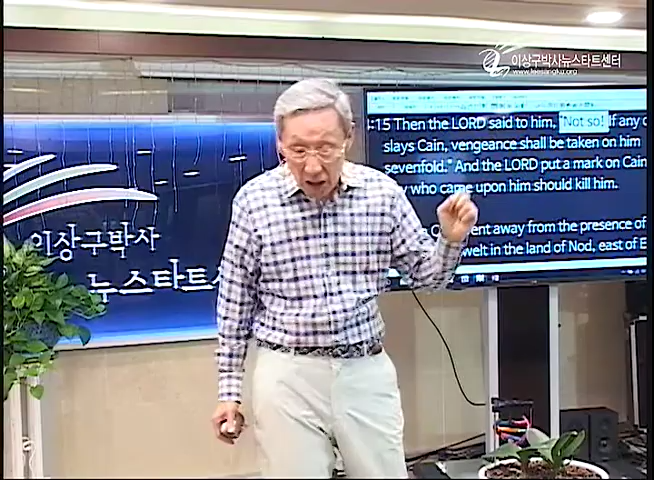 이상구박사뉴스타트센터
www.leesangku.org
:15 Then the LORD said to him, "Not so! If any
slays Cain, vengeance shall be taken on him
sevenfold." And the LORD put a mark on Cain
who came upon him should kill him.
away from the presence of
in the land of Nod, east of
이상구박사
뉴스타트